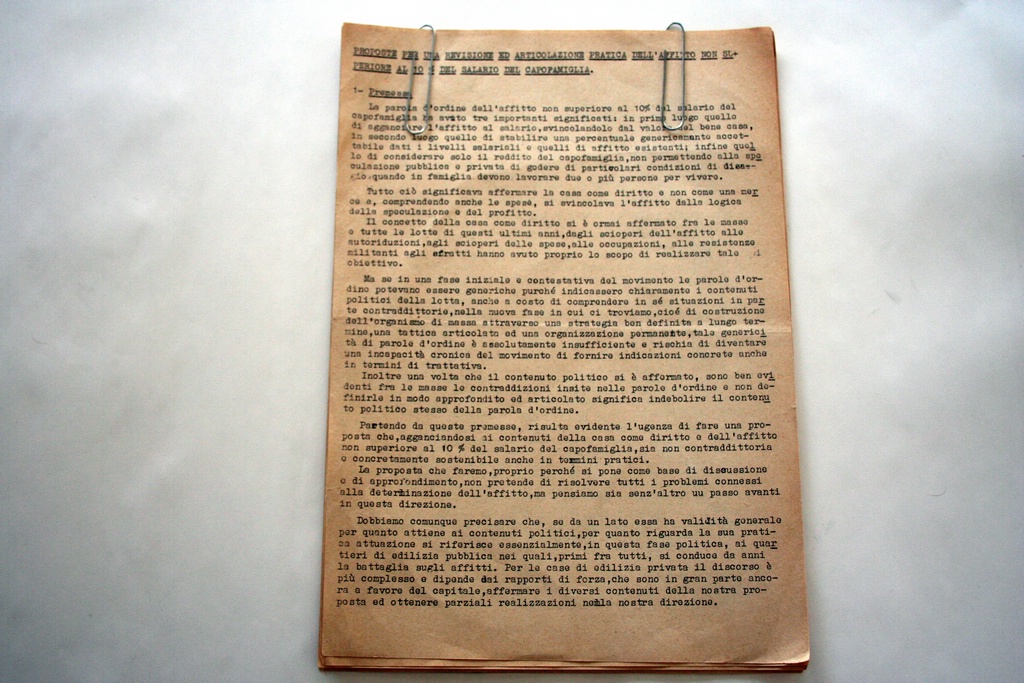 PROPOSTE PER UNA REVISIONE ED ARTICOLAZIONE PRATICA DELL'AFFITTO NON SU-
PERIORE AL 10 % DEL SALARIO DEL CAPOFAMIGLIA.
1- Premessa
La parola d'ordine dell'affitto non superiore al 10% del salario del
capofamiglia ha avuto tre importanti significati: in primo luogo quello
di agganciare l'affitto al salario,svincolandolo dal valore del bene casa,
in secondo luogo quello di stabilire una percentuale genericamente accet-
tabile dati i livelli salariali e quelli di affitto esistenti; infine quel
lo di considerare solo il reddito del capofamiglia,non permettendo alla spe
culazione pubblica e privata di godere di particolari condizioni di disa-
gio,quando in famiglia devono lavorare due o più persone per vivere.
Tutto ciò significava affermare la casa come diritto e non come una mer
ce e, comprendendo anche le spese, si svincolava l'affitto dalla logica
della speculazione e del profitto.
Il concetto della casa come diritto si è ormai affermato fra le masse
e tutte le lotte di questi ultimi anni,dagli scioperi dell'affitto alle
autoriduzioni,agli scioperi delle spese,alle occupazioni, alle resistenze
militanti agli sfratti hanno avuto proprio lo scopo di realizzare tale
obiettivo.
Ma se in una fase iniziale e contestativa del movimento le parole d'or-
dine potevano essere generiche purché indicassero chiaramente i contenuti
politici della lotta, anche a costo di comprendere in sé situazioni in par
te contraddittorie,nella nuova fase in cui ci troviamo,cioé di costruzione
dell'organismo di massa attraverso una strategia ben definita a lungo ter-
mine,una tattica articolata ed una organizzazione permanente,tale generici
tà di parole d'ordine è assolutamente insufficiente e rischia di diventare
una incapacità cronica del movimento di fornire indicazioni concrete anche
in termini di trattativa.
Inoltre una volta che il contenuto politico si è affermato, sono ben evi
denti fra le masse le contraddizioni insite nelle parole d'ordine e non de-
finirle in modo approfondito ed articolato significa indebolire il contenu
to politico stesso della parola d'ordine.
Partendo da queste premesse, risulta evidente l'ugenza di fare una pro-
posta che,agganciandosi ai contenuti della casa come diritto e dell'affitto
non superiore al 10 % del salario del capofamiglia,sia non contraddittoria
e concretamente sostenibile anche in termini pratici.
La proposta che faremo,proprio perché si pone come base di discussione
e di approfondimento,non pretende di risolvere tutti i problemi connessi
alla determinazione dell'affitto,ma pensiamo sia senz'altro uu passo avanti
in questa direzione.
Dobbiamo comunque precisare che, se da un lato essa ha validità generale
per quanto attiene ai contenuti politici,per quanto riguarda la sua prati-
ca attuazione si riferisce essenzialmente,in questa fase politica, ai quar
tieri di edilizia pubblica nei quali,primi fra tutti, si conduce da anni
la battaglia sugli affitti. Per le case di edilizia privata il discorso è
più complesso e dipende dai rapporti di forza,che sono in gran parte anco-
ra a favore del capitale,affermare i diversi contenuti della nostra pro-
posta ed ottenere parziali realizzazioni nella nostra direzione.